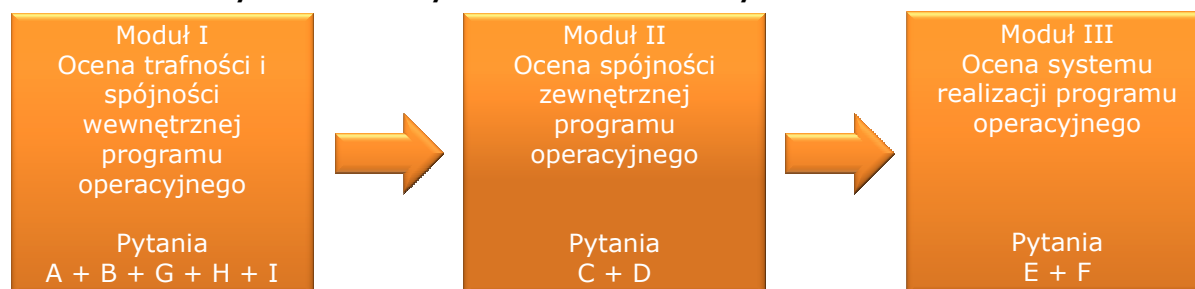 Moduł I
Ocena trafności i
spójności
wewnętrznej
programu
operacyjnego
Pytania
A + B + G + H + I
Moduł II
Ocena spójności
zewnętrznej
programu
operacyjnego
Pytania
C + D
Moduł III
Ocena systemu
realizacji programu
operacyjnego
Pytania
E + F